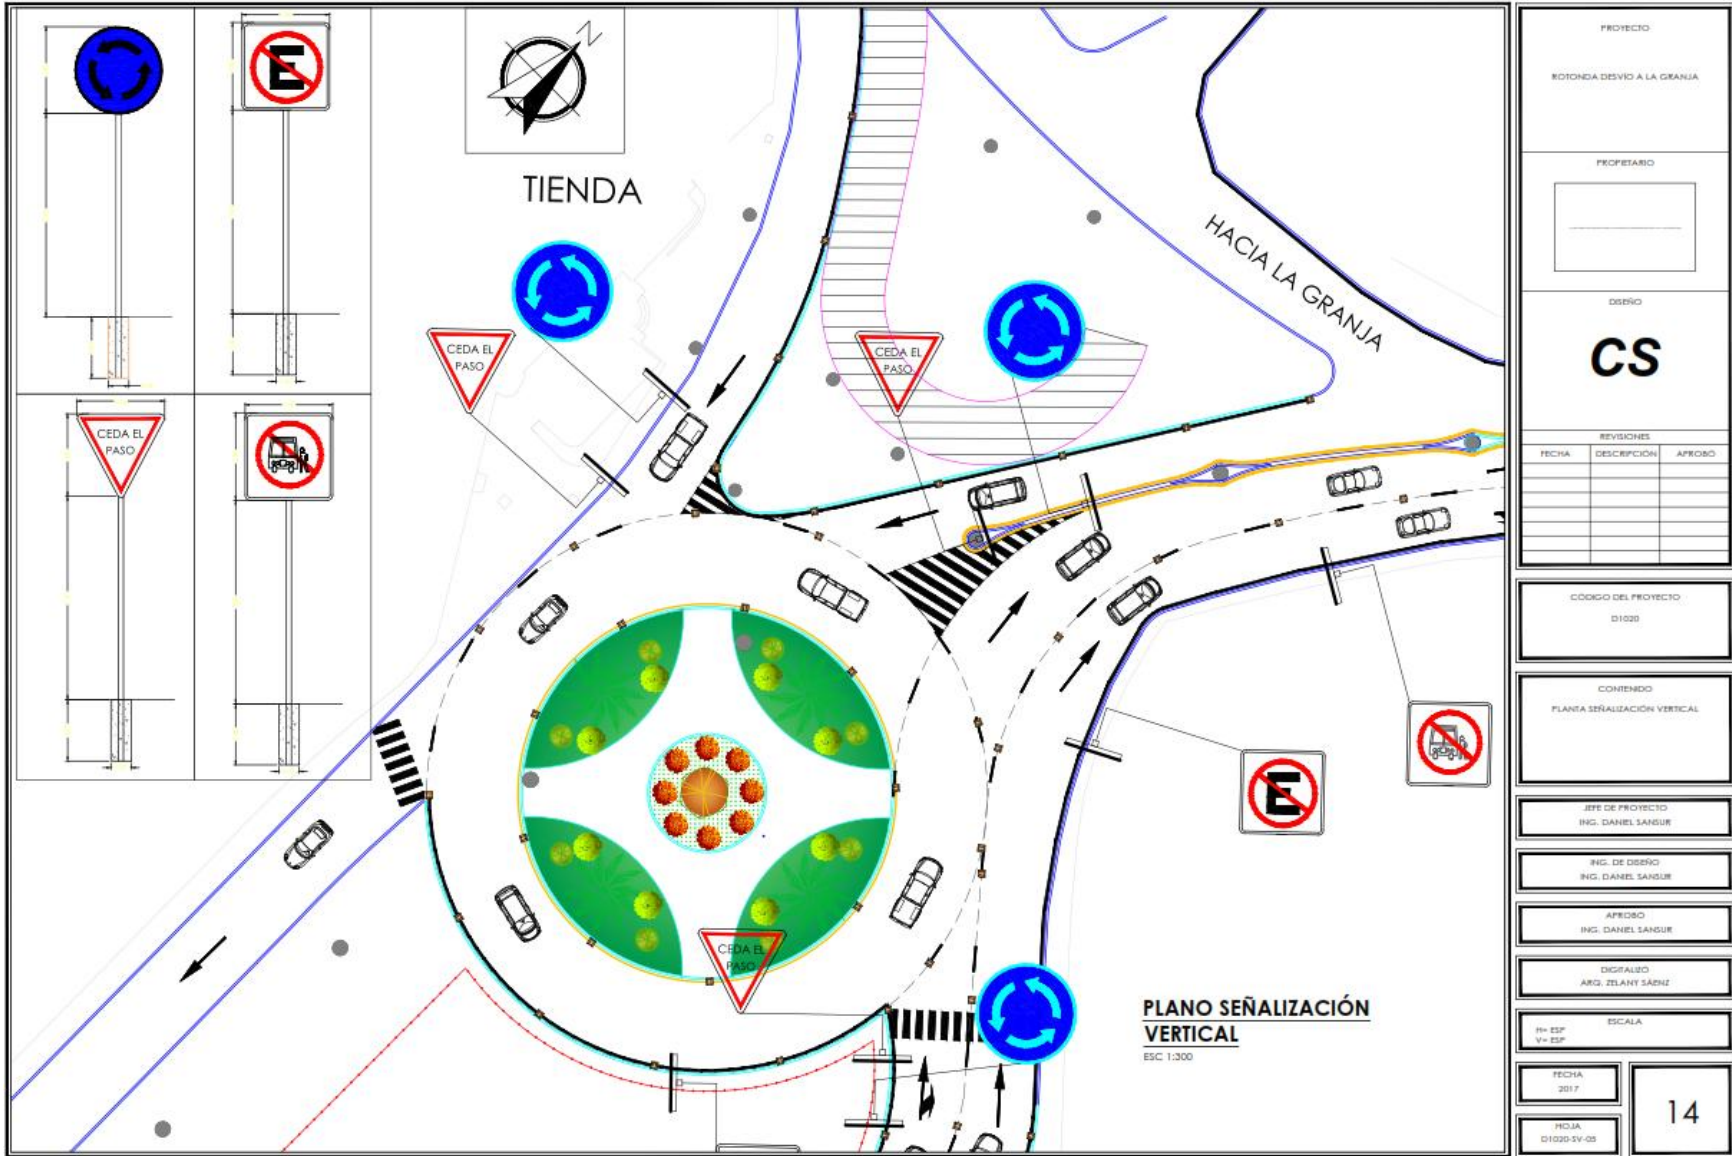 E
CEDA EL
PASO
N
TIENDA
HACIA LA GRANJA
CEDA EL
PASO
CEDA EL
PASO
E
CEDA EL
PASO
PLANO SEÑALIZACIÓN
VERTICAL
ESC 1:300
PROYECTO
ROTONDA DESVÍO A LA GRANJA
PROPIETARIO
DISEÑO
CS
REVISIONES
FECHA DESCRIPCIÓN APROBÓ
CÓDIGO DEL PROYECTO
D1020
CONTENIDO
PLANTA SEÑALIZACIÓN VERTICAL
JEFE DE PROYECTO
ING. DANIEL SANSUR
ING. DE DISEÑO
ING. DANIEL SANSUR
APROBÓ
ING. DANIEL SANSUR
DIGITALIZÓ
ARQ. ZELANY SÁENZ
ESCALA
H= ESP
V= ESP
FECHA
2017
HOJA
D1020-SV-05
14